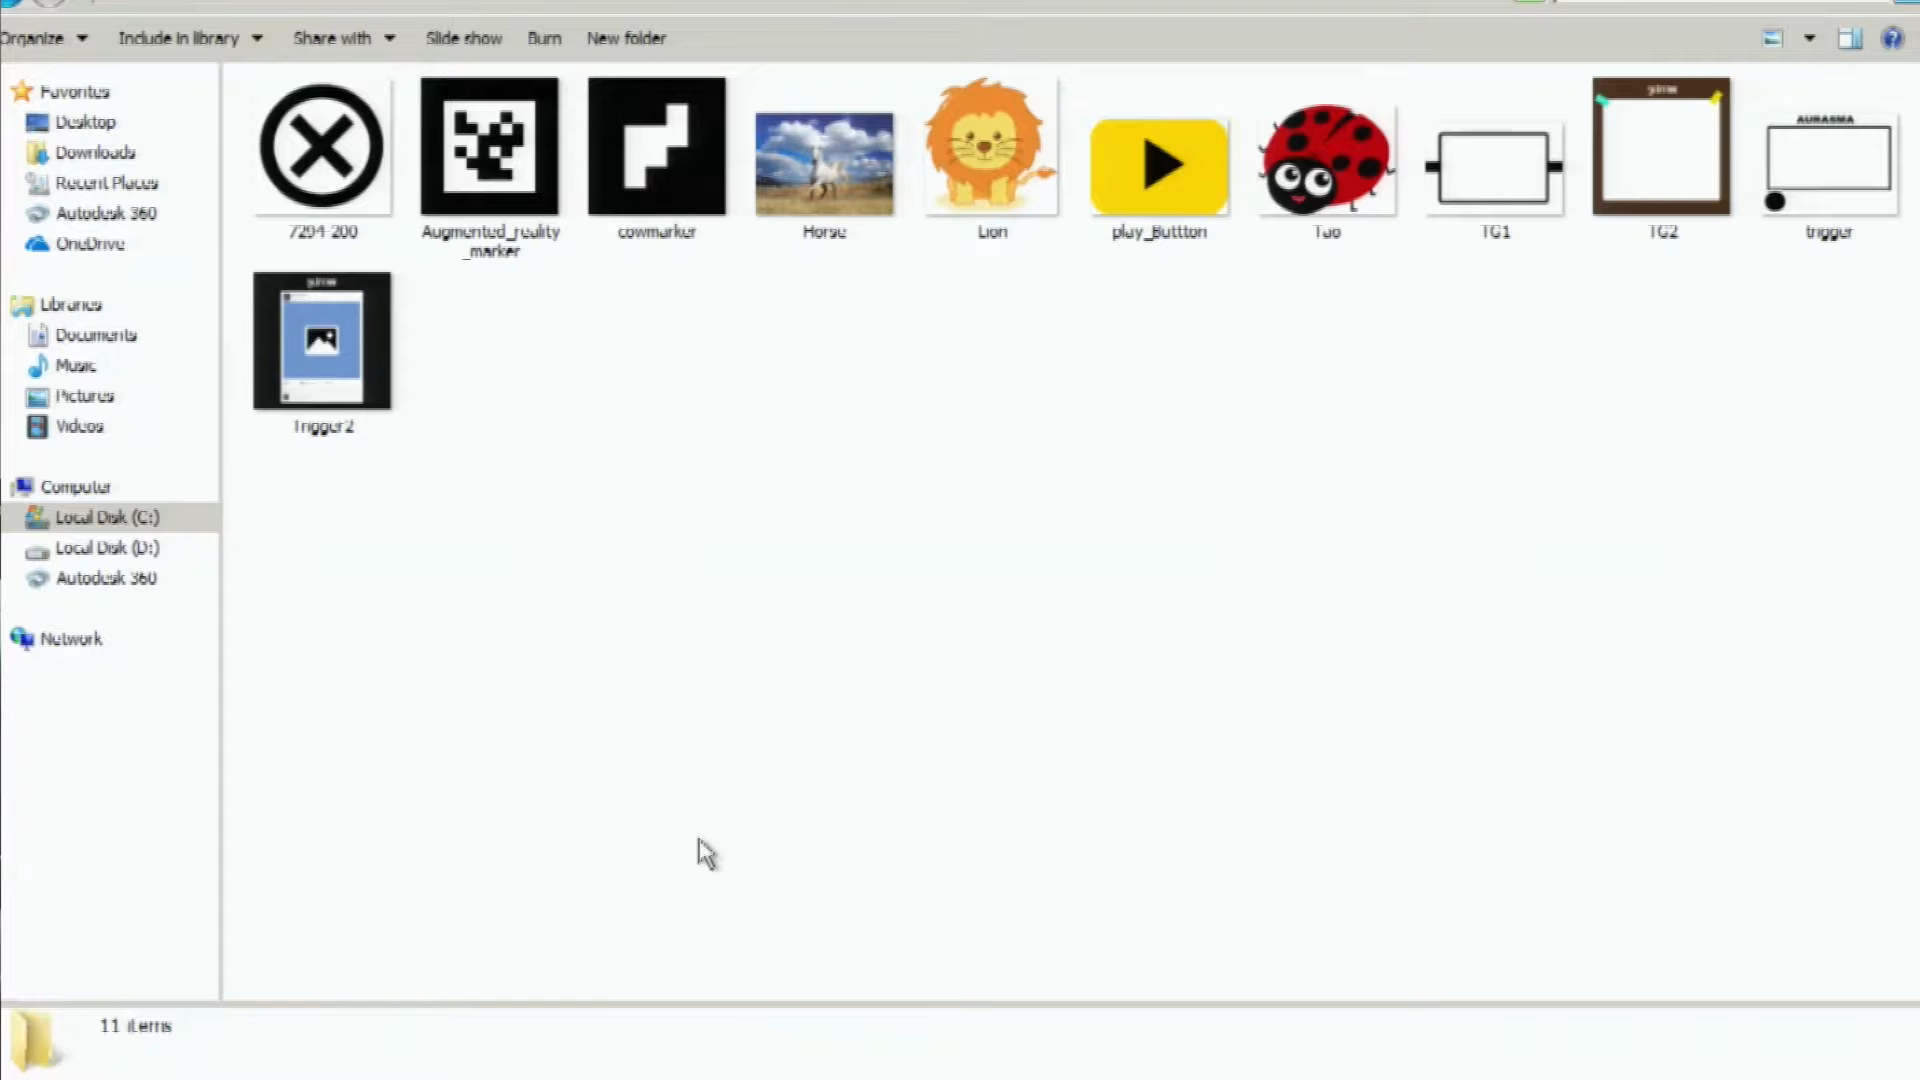 Organize
Include in library
Share with
Slide show
Burn
New folder
Favorites
Desktop
Downloads
Recent Places
Autodesk 360
OneDrive
Libraries
Documents
Music
Pictures
Videos
Computer
Local Disk (C:)
Local Disk (D:)
Autodesk 360
Network
AURASMA
7294-200
Augmented_reality
_marker
cowmarker
Horse
Lion
play_Buttton
Tao
TG1
TG2
trigger
Trigger2
11 items